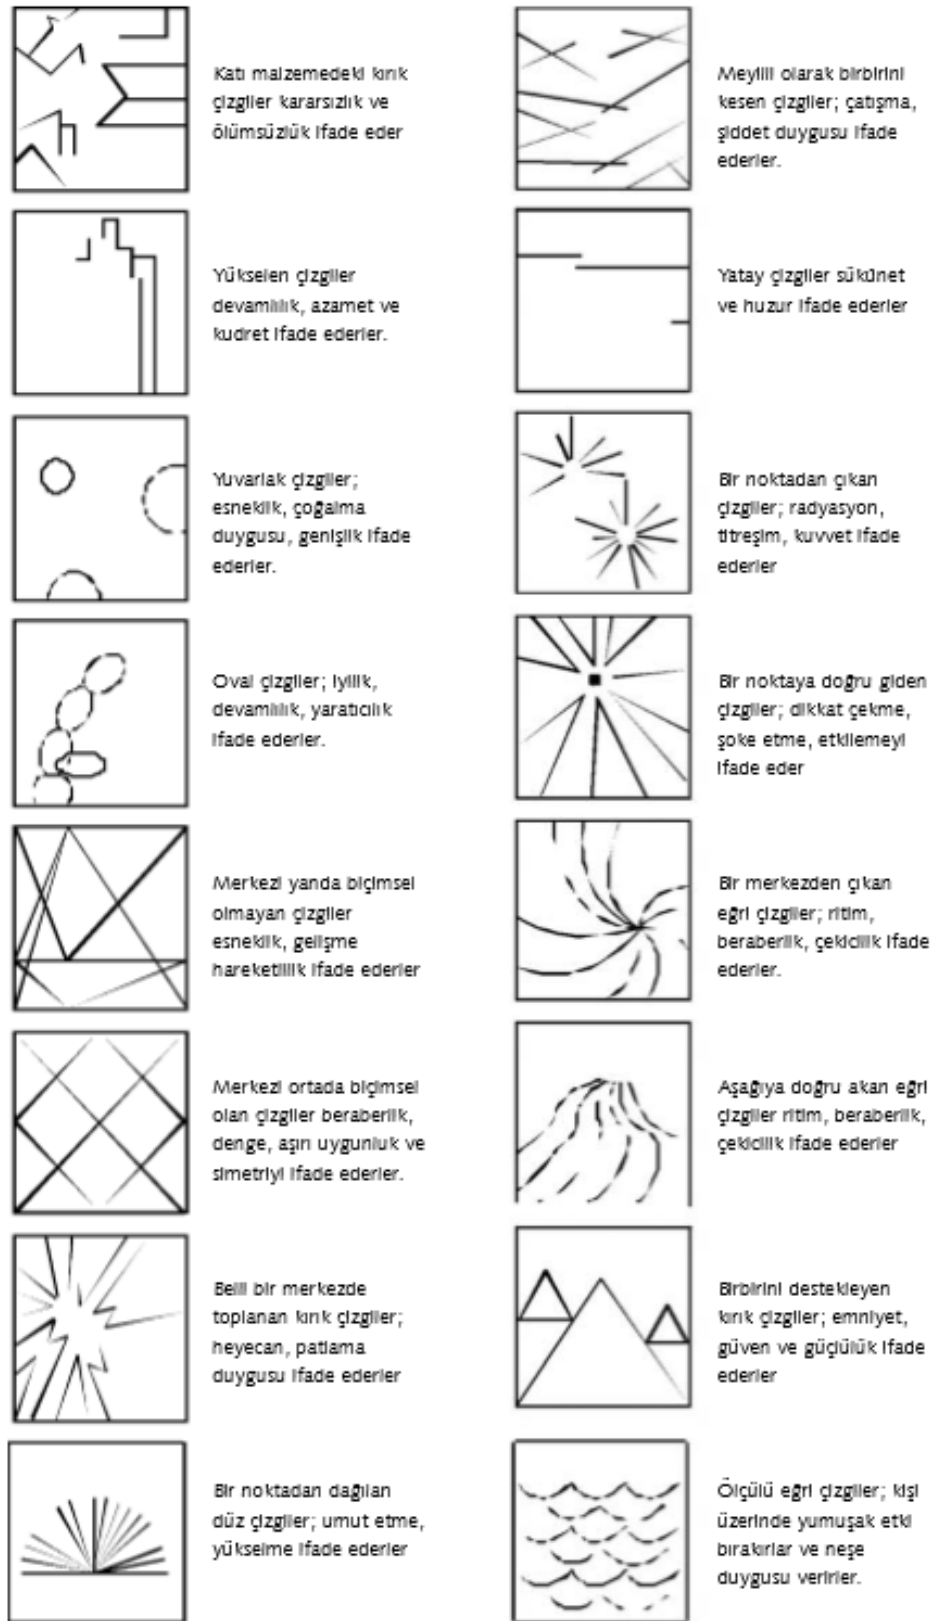 Katı malzemedeki kırık
çizgiler kararsızlık ve
ölümsüzlük ifade eder
Meyilli olarak birbirini
kesen çizgiler; çatışma,
şiddet duygusu ifade
ederler.
Yükselen çizgiler
devamlılık, azamet ve
kudret ifade ederler.
Yatay çizgiler sükûnet
ve huzur ifade ederler
Yuvarlak çizgiler;
esneklik, çoğalma
duygusu, genişlik ifade
ederler.
Bir noktadan çıkan
çizgiler; radyasyon,
titreşim, kuvvet ifade
ederler
Oval çizgiler; iyilik,
devamlılık, yaratıcılık
ifade ederler.
Bir noktaya doğru giden
çizgiler; dikkat çekme,
şoke etme, etkilemeyi
ifade eder
Merkezi yanda biçimsel
olmayan çizgiler
esneklik, gelişme
hareketlilik ifade ederler
Bir merkezden çıkan
eğri çizgiler; ritim,
beraberlik, çekicilik ifade
ederler.
Merkezi ortada biçimsel
olan çizgiler beraberlik,
denge, aşırı uygunluk ve
simetriyi ifade ederler.
Aşağıya doğru akan eğri
çizgiler ritim, beraberlik,
çekicilik ifade ederler
Belli bir merkezde
toplanan kırık çizgiler;
heyecan, patlama
duygusu ifade ederler
Birbirini destekleyen
kırık çizgiler; emniyet,
güven ve güçlülük ifade
ederler
Bir noktadan dağılan
düz çizgiler; umut etme,
yükselme ifade ederler
Ölçülü eğri çizgiler; kişi
üzerinde yumuşak etki
bırakırlar ve neşe
duygusu verirler.